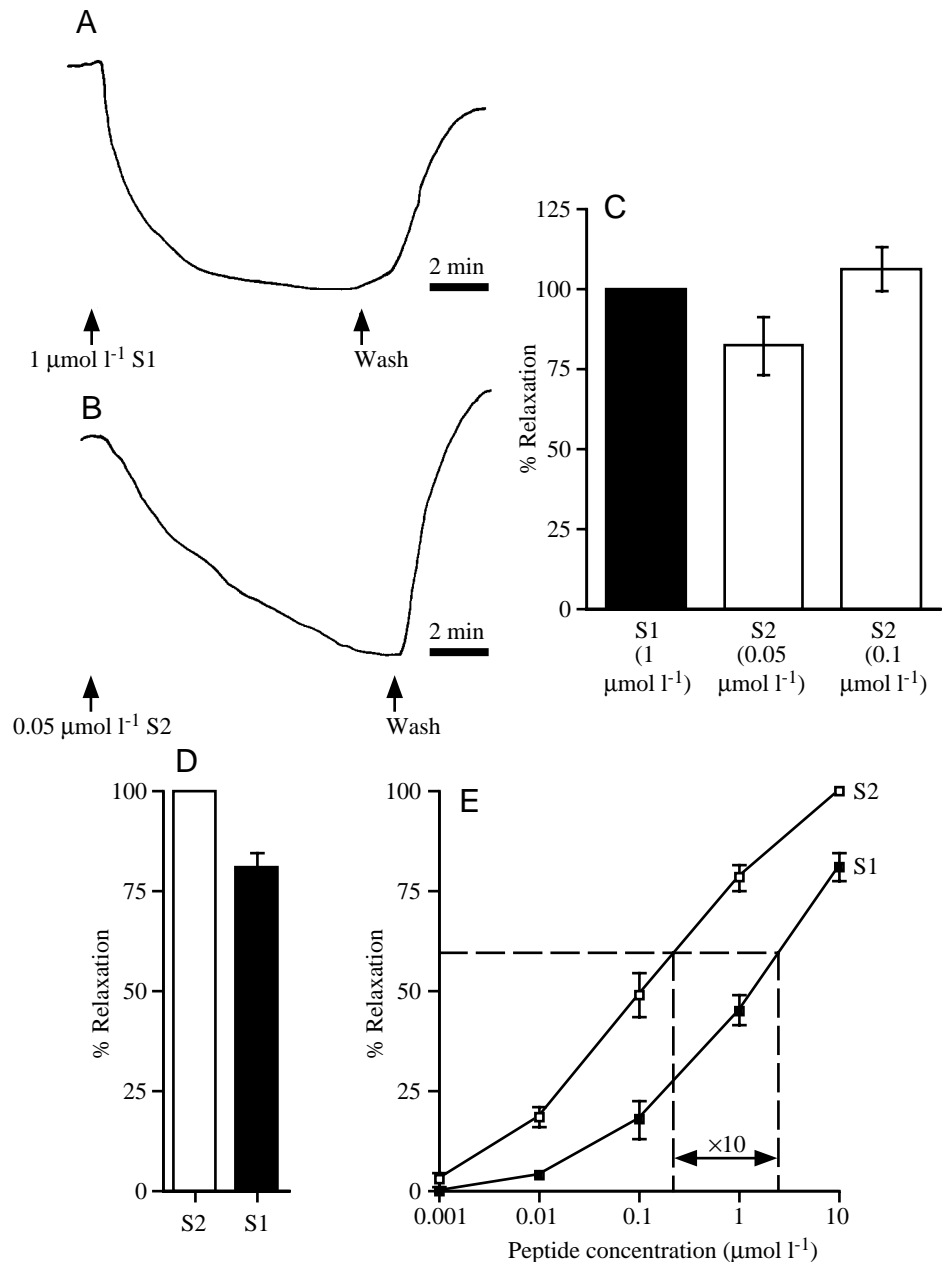 A
2 min
1 µmol l-1 S1
Wash
B
2 min
0.05 µmol l-1 S2
Wash
C
125
100
75
50
25
0
% Relaxation
S1
(1
µmol l-1)
S2
(0.05
µmol l-1)
S2
(0.1
µmol l-1)
D
100
75
50
25
0
% Relaxation
S2
S1
E
100
75
50
25
0
% Relaxation
S2
S1
×10
0.001
0.01
0.1
1
10
Peptide concentration (µmol l-1)